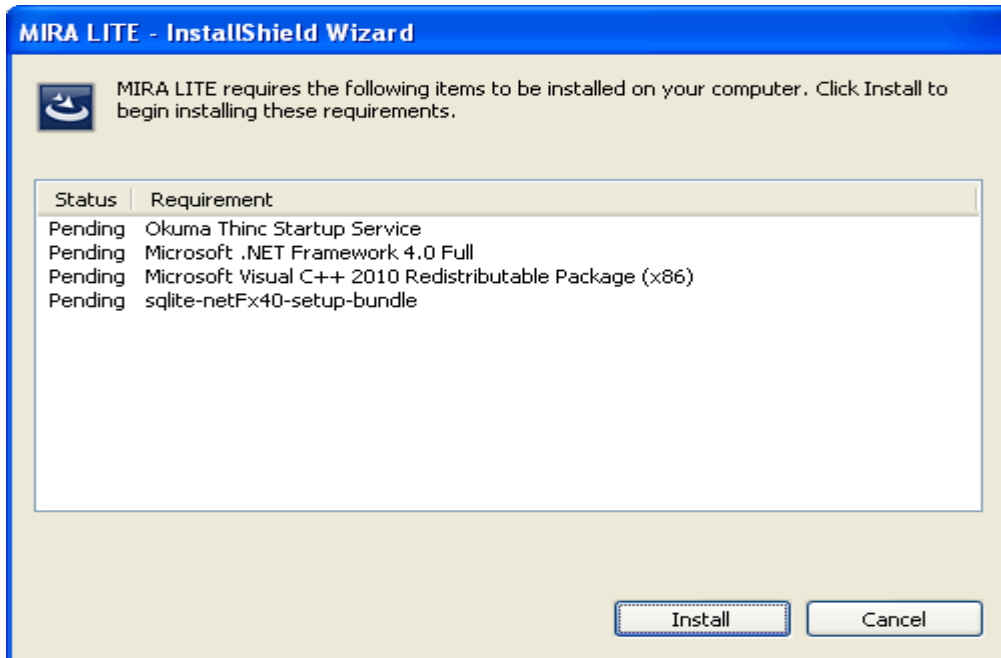 MIRA LITE - InstallShield Wizard
MIRA LITE requires the following items to be installed on your computer. Click Install to
begin installing these requirements.
Status Requirement
Pending Okuma Thinc Startup Service
Pending Microsoft .NET Framework 4.0 Full
Pending Microsoft Visual C++ 2010 Redistributable Package (x86)
Pending sqlite-netFx40-setup-bundle
Install Cancel